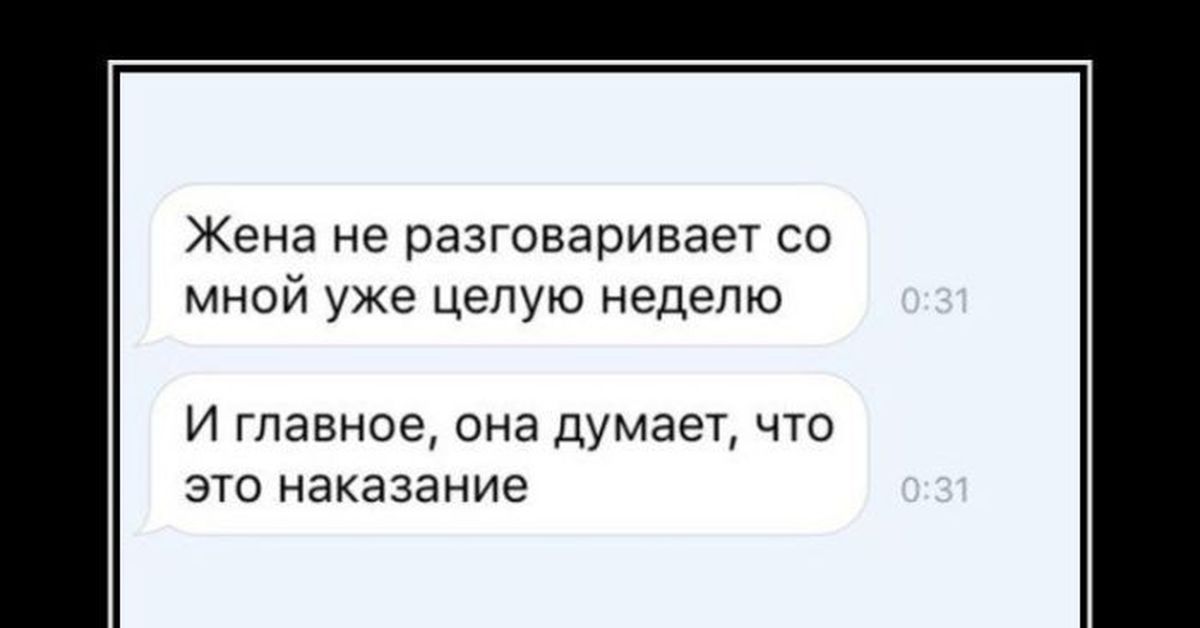 Жена не разговаривает со
мной уже целую неделю
0:31
И главное, она думает, что
это наказание
0:31